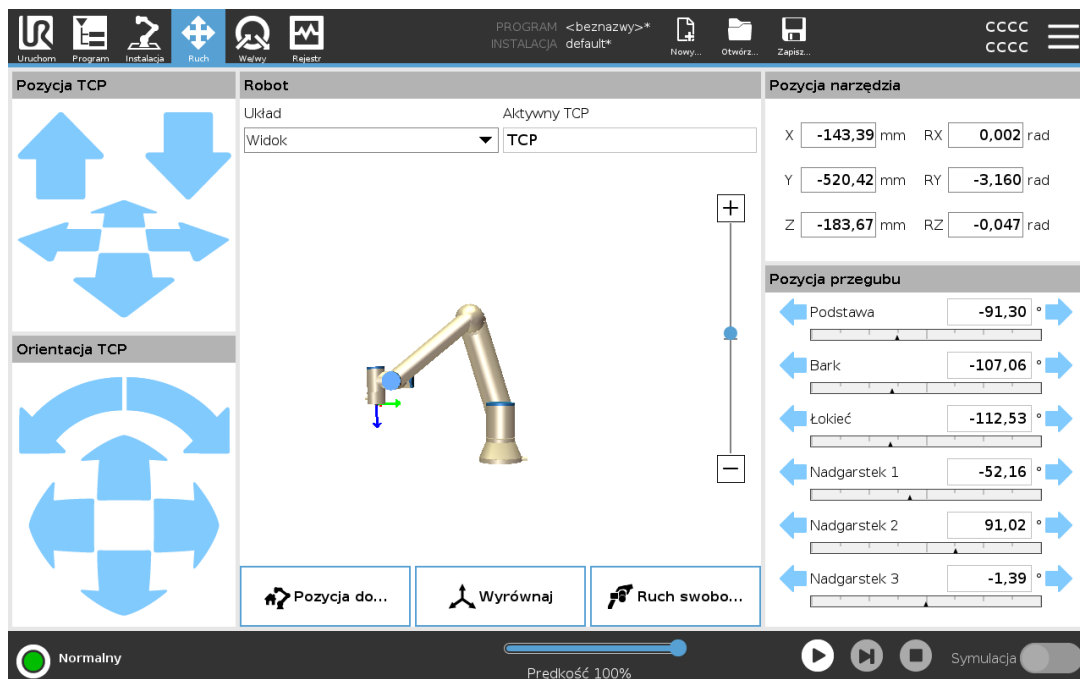 PROGRAM <beznazwy>*
INSTALACJA default*
CCCC
CCCC
UR
Uruchom Program Instalacja Ruch We/wy Rejestr Nowy... Otwórz... Zapisz...
Pozycja TCP
Robot
Układ Aktywny TCP
Widok TCP
+
−
Pozycja do... Wyrównaj Ruch swobo...
Orientacja TCP
Pozycja narzędzia
X -143,39 mm RX 0,002 rad
Y -520,42 mm RY -3,160 rad
Z -183,67 mm RZ -0,047 rad
Pozycja przegubu
Podstawa -91,30 °
Bark -107,06 °
Łokieć -112,53 °
Nadgarstek 1 -52,16 °
Nadgarstek 2 91,02 °
Nadgarstek 3 -1,39 °
Normalny
Prędkość 100%
Symulacja